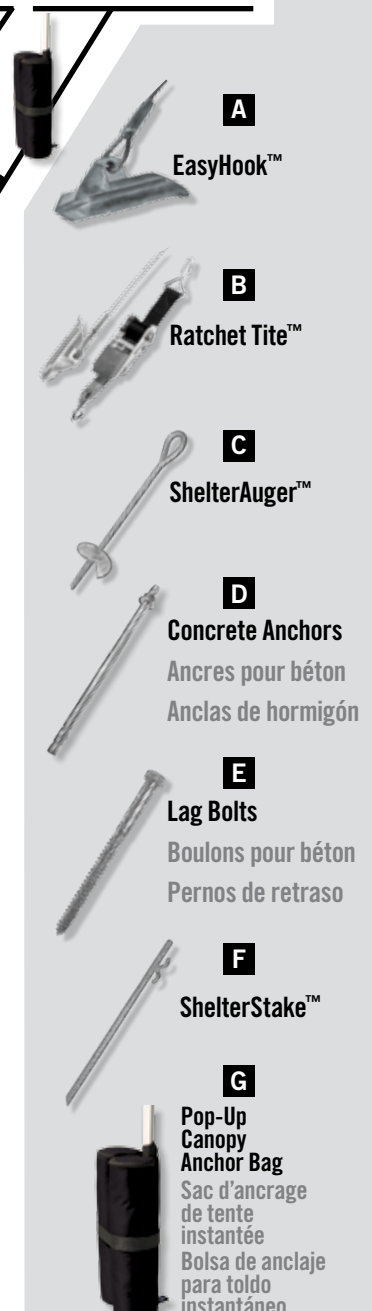 A
EasyHook™
B
Ratchet Tite™
C
ShelterAuger™
D
Concrete Anchors
Ancres pour béton
Anclas de hormigón
E
Lag Bolts
Boulons pour béton
Pernos de retraso
F
ShelterStake™
G
Pop-Up
Canopy
Anchor Bag
Sac d'ancrage
de tente
instantée
Bolsa de anclaje
para toldo
instantáneo